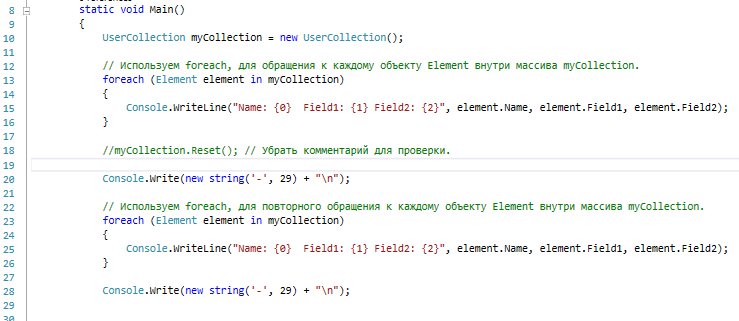 8 static void Main()
9 {
10 UserCollection myCollection = new UserCollection();
11
12 // Используем foreach, для обращения к каждому объекту Element внутри массива myCollection.
13 foreach (Element element in myCollection)
14 {
15 Console.WriteLine("Name: {0}  Field1: {1} Field2: {2}", element.Name, element.Field1, element.Field2);
16 }
17
18 //myCollection.Reset(); // Убрать комментарий для проверки.
19
20 Console.Write(new string('-', 29) + "\n");
21
22 // Используем foreach, для повторного обращения к каждому объекту Element внутри массива myCollection.
23 foreach (Element element in myCollection)
24 {
25 Console.WriteLine("Name: {0}  Field1: {1} Field2: {2}", element.Name, element.Field1, element.Field2);
26 }
27
28 Console.Write(new string('-', 29) + "\n");
29
30